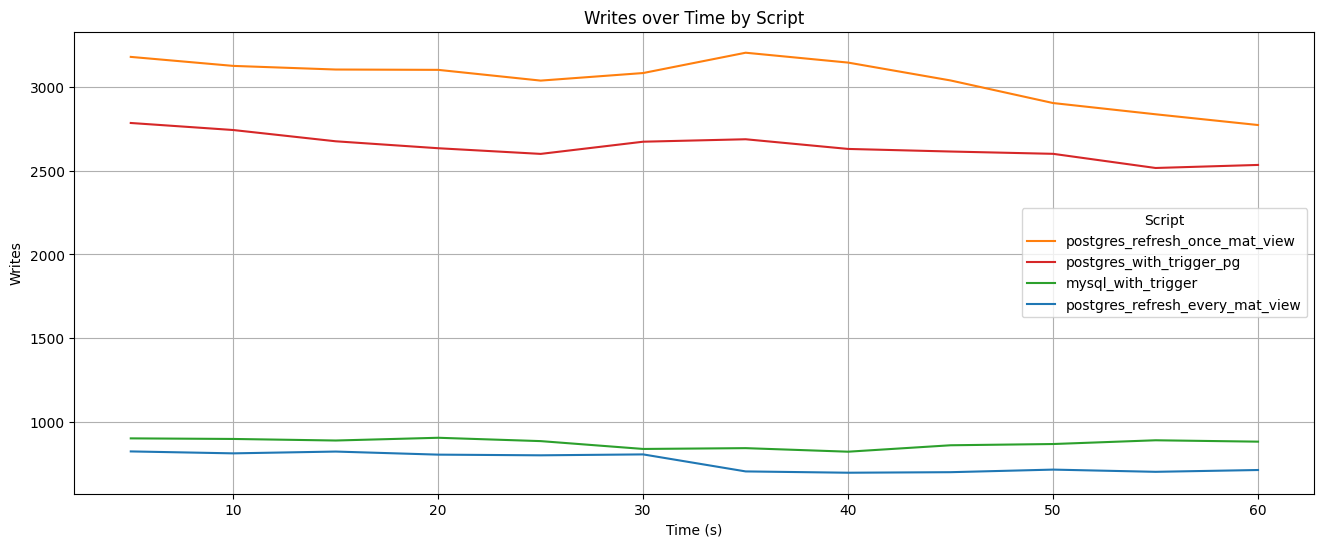 Writes over Time by Script
3000
2500
2000
1500
1000
Writes
10 20 30 40 50 60
Time (s)
Script
postgres_refresh_once_mat_view
postgres_with_trigger_pg
mysql_with_trigger
postgres_refresh_every_mat_view